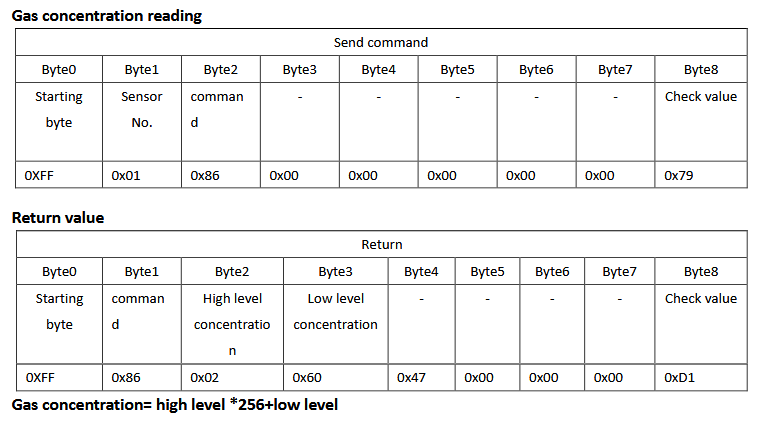 Gas concentration reading
Send command
Byte0 Byte1 Byte2 Byte3 Byte4 Byte5 Byte6 Byte7 Byte8
Starting Sensor comman - - - - - Check value
byte No. d
0XFF 0x01 0x86 0x00 0x00 0x00 0x00 0x00 0x79
Return value
Return
Byte0 Byte1 Byte2 Byte3 Byte4 Byte5 Byte6 Byte7 Byte8
Starting comman High level Low level - - - - Check value
byte d concentratio concentration
n
0XFF 0x86 0x02 0x60 0x47 0x00 0x00 0x00 0xD1
Gas concentration= high level *256+low level